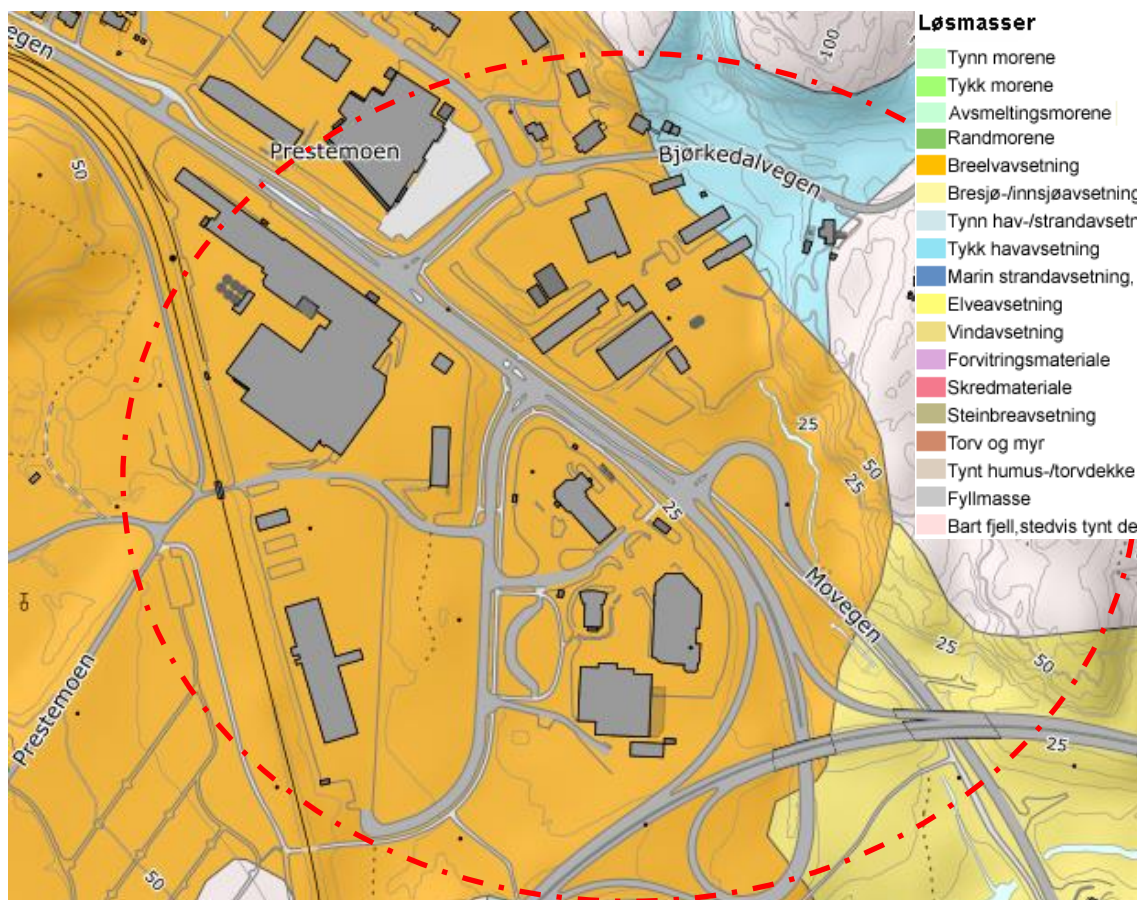 vegen
100
Prestemoen
Bjørkedalvegen
50
25
50
25
25
Movegen
25
50
Prestemoen
25
50
Løsmasser
Tynn morene
Tykk morene
Avsmeltingsmorene
Randmorene
Breelvavsetning
Bresjø-/innsjøavsetning
Tynn hav-/strandavsetn
Tykk havavsetning
Marin strandavsetning,
Elveavsetning
Vindavsetning
Forvitringsmateriale
Skredmateriale
Steinbreavsetning
Torv og myr
Tynt humus-/torvdekke
Fyllmasse
Bart fjell,stedvis tynt de